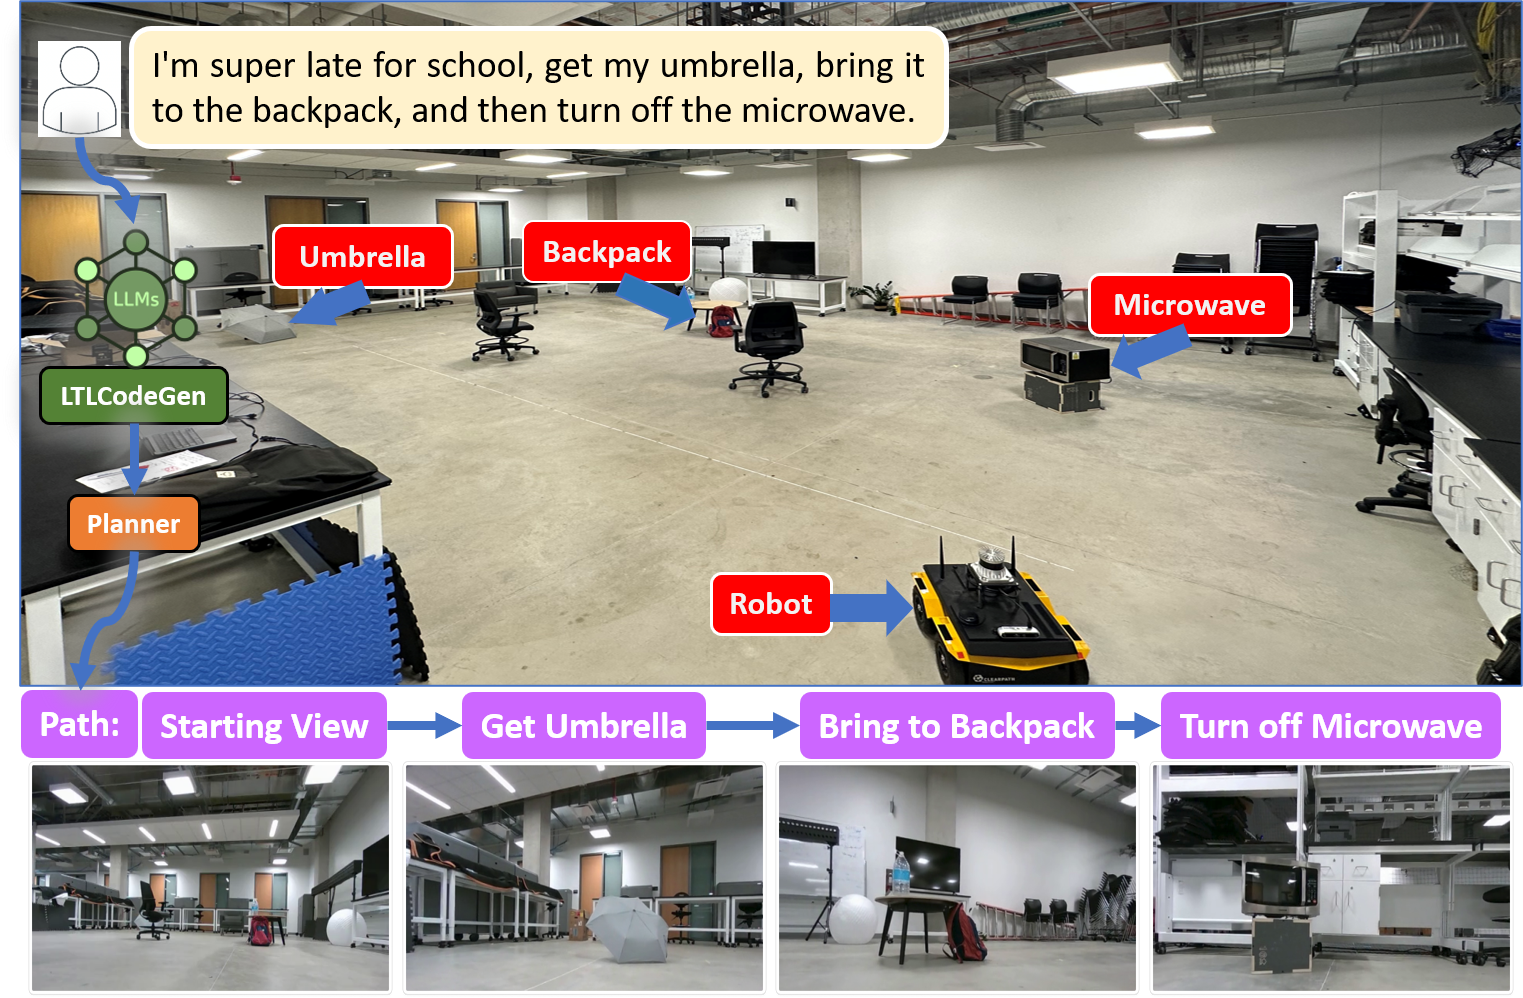 I'm super late for school, get my umbrella, bring it
to the backpack, and then turn off the microwave.
Umbrella
Backpack
Microwave
LLMs
LTLCodeGen
Planner
Robot
CLEARPATH
Path:
Starting View
Get Umbrella
Bring to Backpack
Turn off Microwave